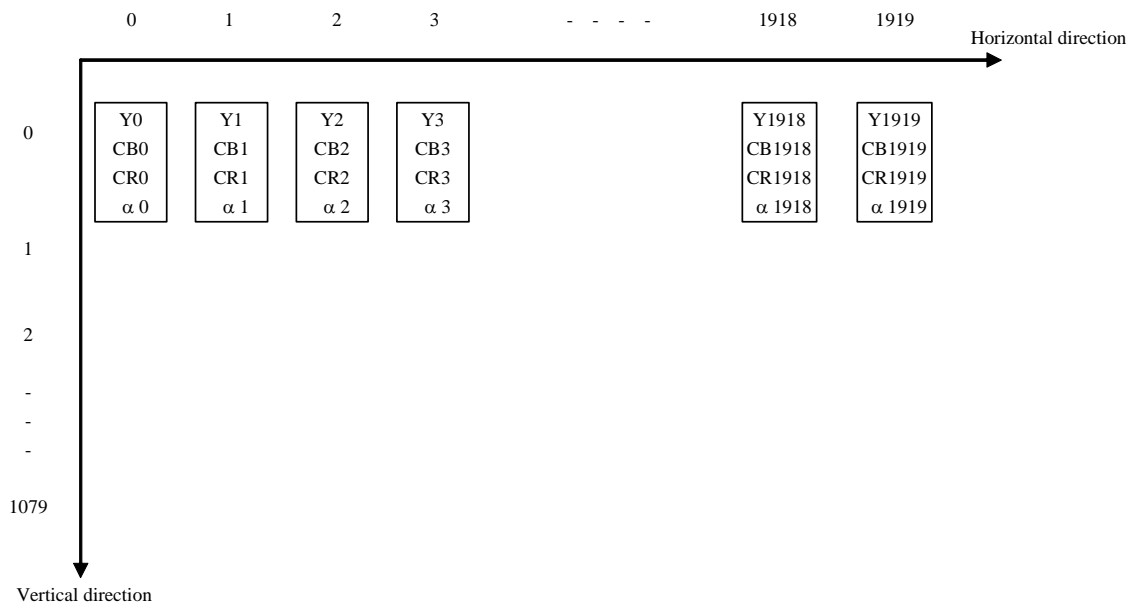 0 1 2 3 - - - - 1918 1919
Horizontal direction
0
Y0 Y1 Y2 Y3 Y1918 Y1919
CB0 CB1 CB2 CB3 CB1918 CB1919
CR0 CR1 CR2 CR3 CR1918 CR1919
α 0 α 1 α 2 α 3 α 1918 α 1919
1
2
-
-
-
1079
Vertical direction